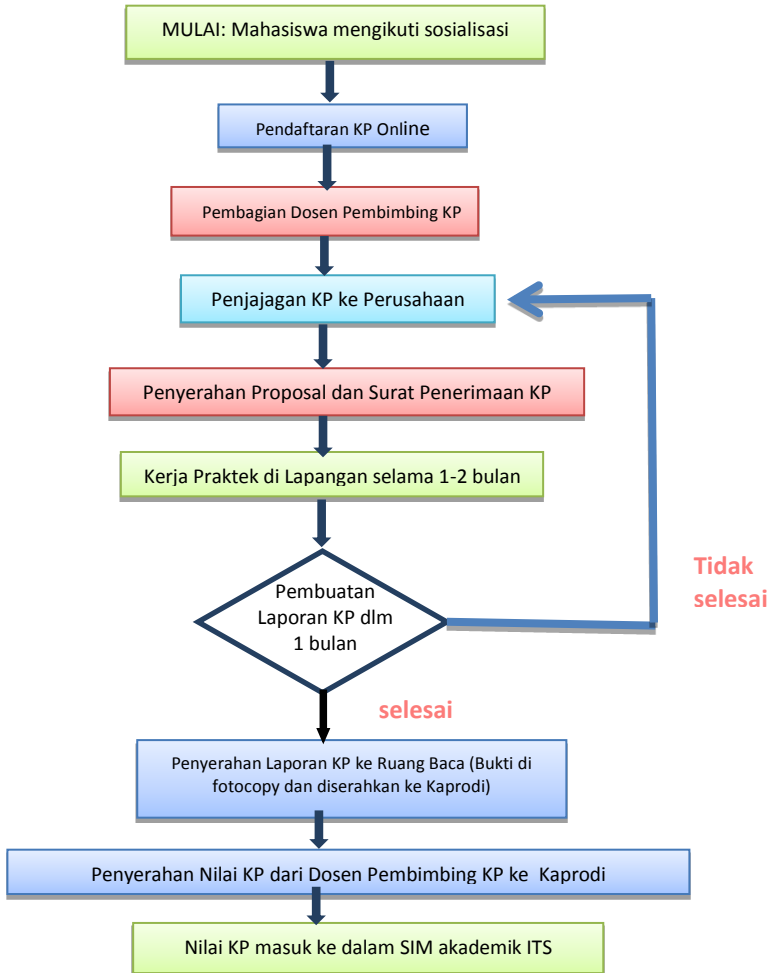 MULAI: Mahasiswa mengikuti sosialisasi
Pendaftaran KP Online
Pembagian Dosen Pembimbing KP
Penjajagan KP ke Perusahaan
Penyerahan Proposal dan Surat Penerimaan KP
Kerja Praktek di Lapangan selama 1-2 bulan
Pembuatan
Laporan KP dlm
1 bulan
Tidak
selesai
selesai
Penyerahan Laporan KP ke Ruang Baca (Bukti di
fotocopy dan diserahkan ke Kaprodi)
Penyerahan Nilai KP dari Dosen Pembimbing KP ke Kaprodi
Nilai KP masuk ke dalam SIM akademik ITS